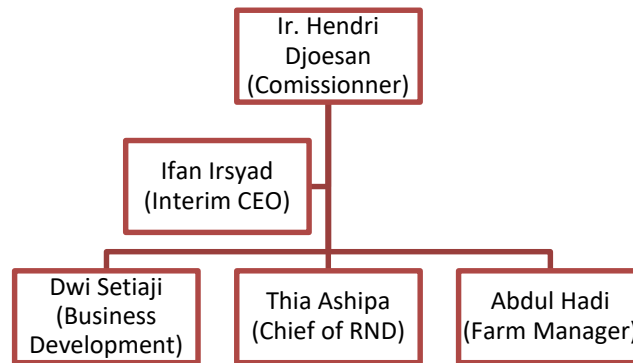 Ir. Hendri
Djoesan
(Comissionner)
Ifan Irsyad
(Interim CEO)
Dwi Setiaji
(Business
Development)
Thia Ashipa
(Chief of RND)
Abdul Hadi
(Farm Manager)